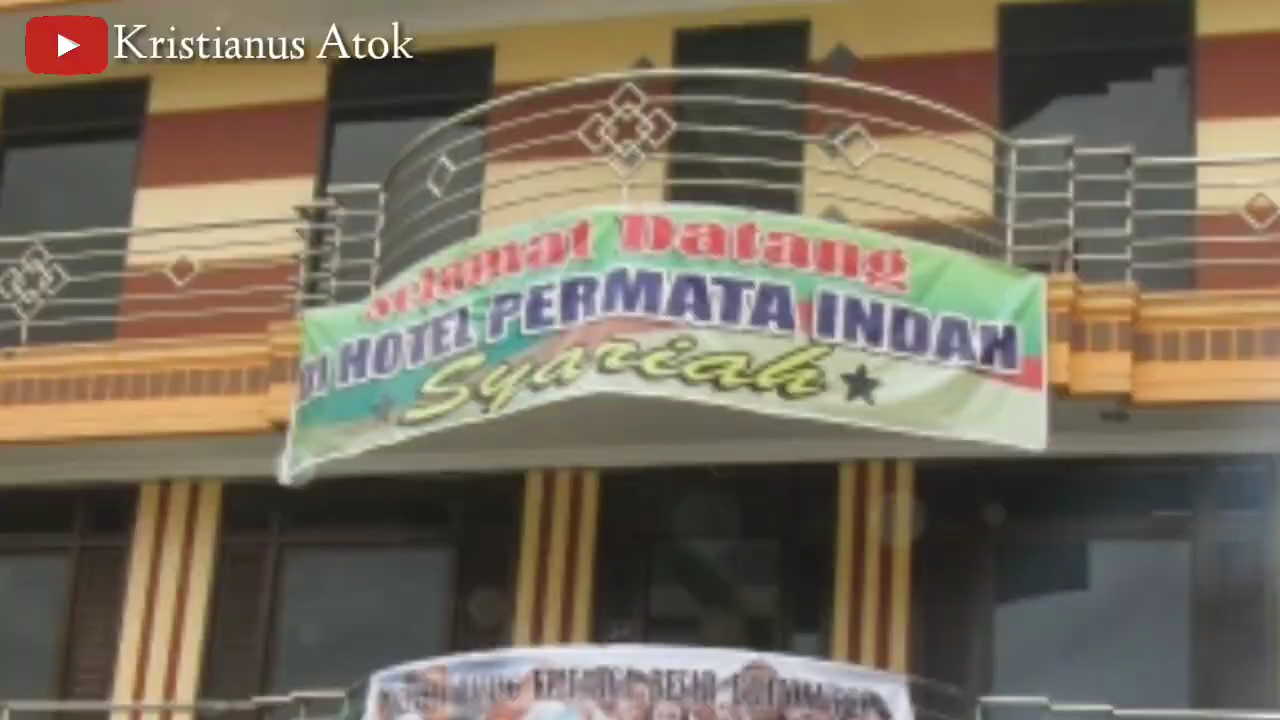 Kristianus Atok
Selamat Datang
DI HOTEL PERMATA INDAH
Syariah